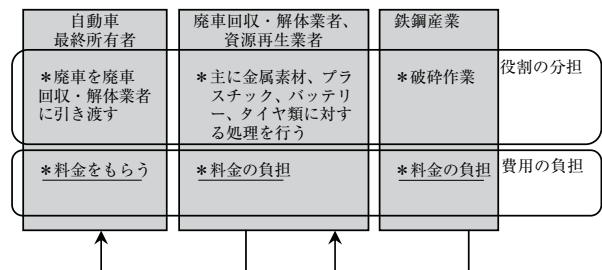 自動車
最終所有者
＊廃車を廃車
回収・解体業者
に引き渡す
＊料金をもらう
廃車回収・解体業者、
資源再生業者
＊主に金属素材、プラ
スチック、バッテリ
ー、タイヤ類に対す
る処理を行う
＊料金の負担
鉄鋼産業
＊破砕作業
＊料金の負担
役割の分担
費用の負担